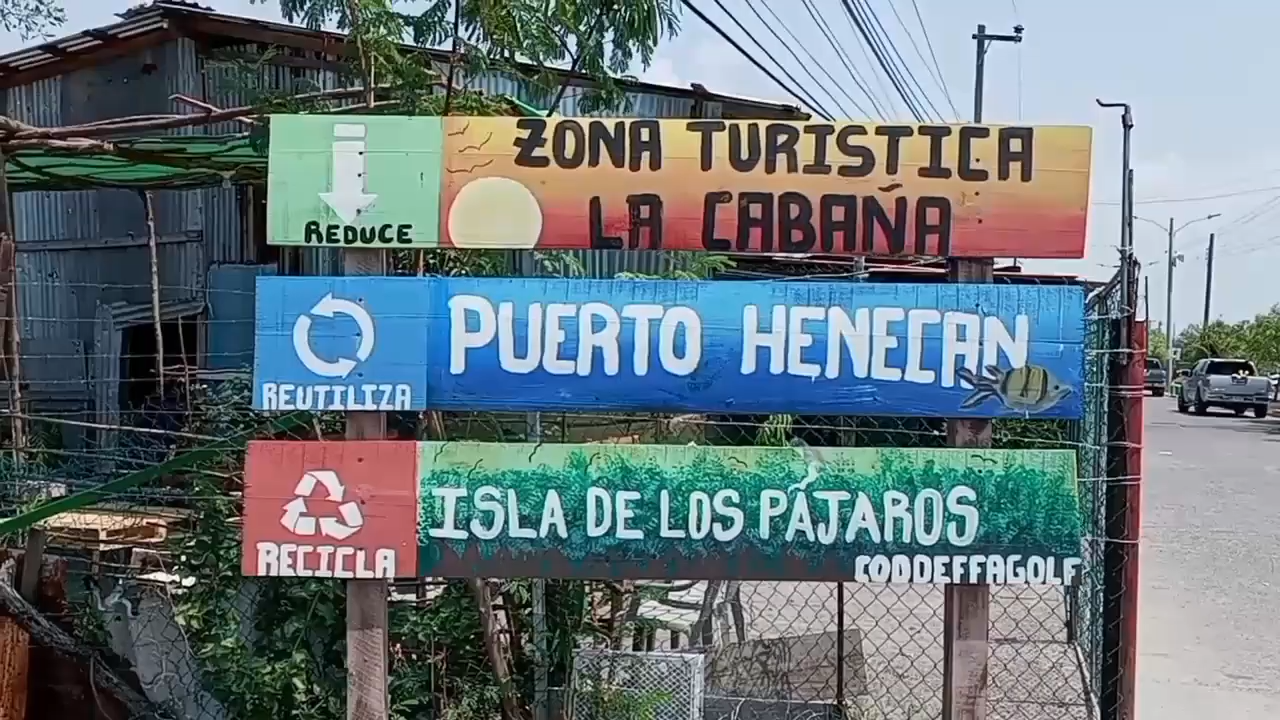 REDUCE
ZONA TURISTICA
LA CABAÑA
REUTILIZA
PUERTO HENECAN
RECICLA
ISLA DE LOS PÁJAROS
CODDEFFAGOLF